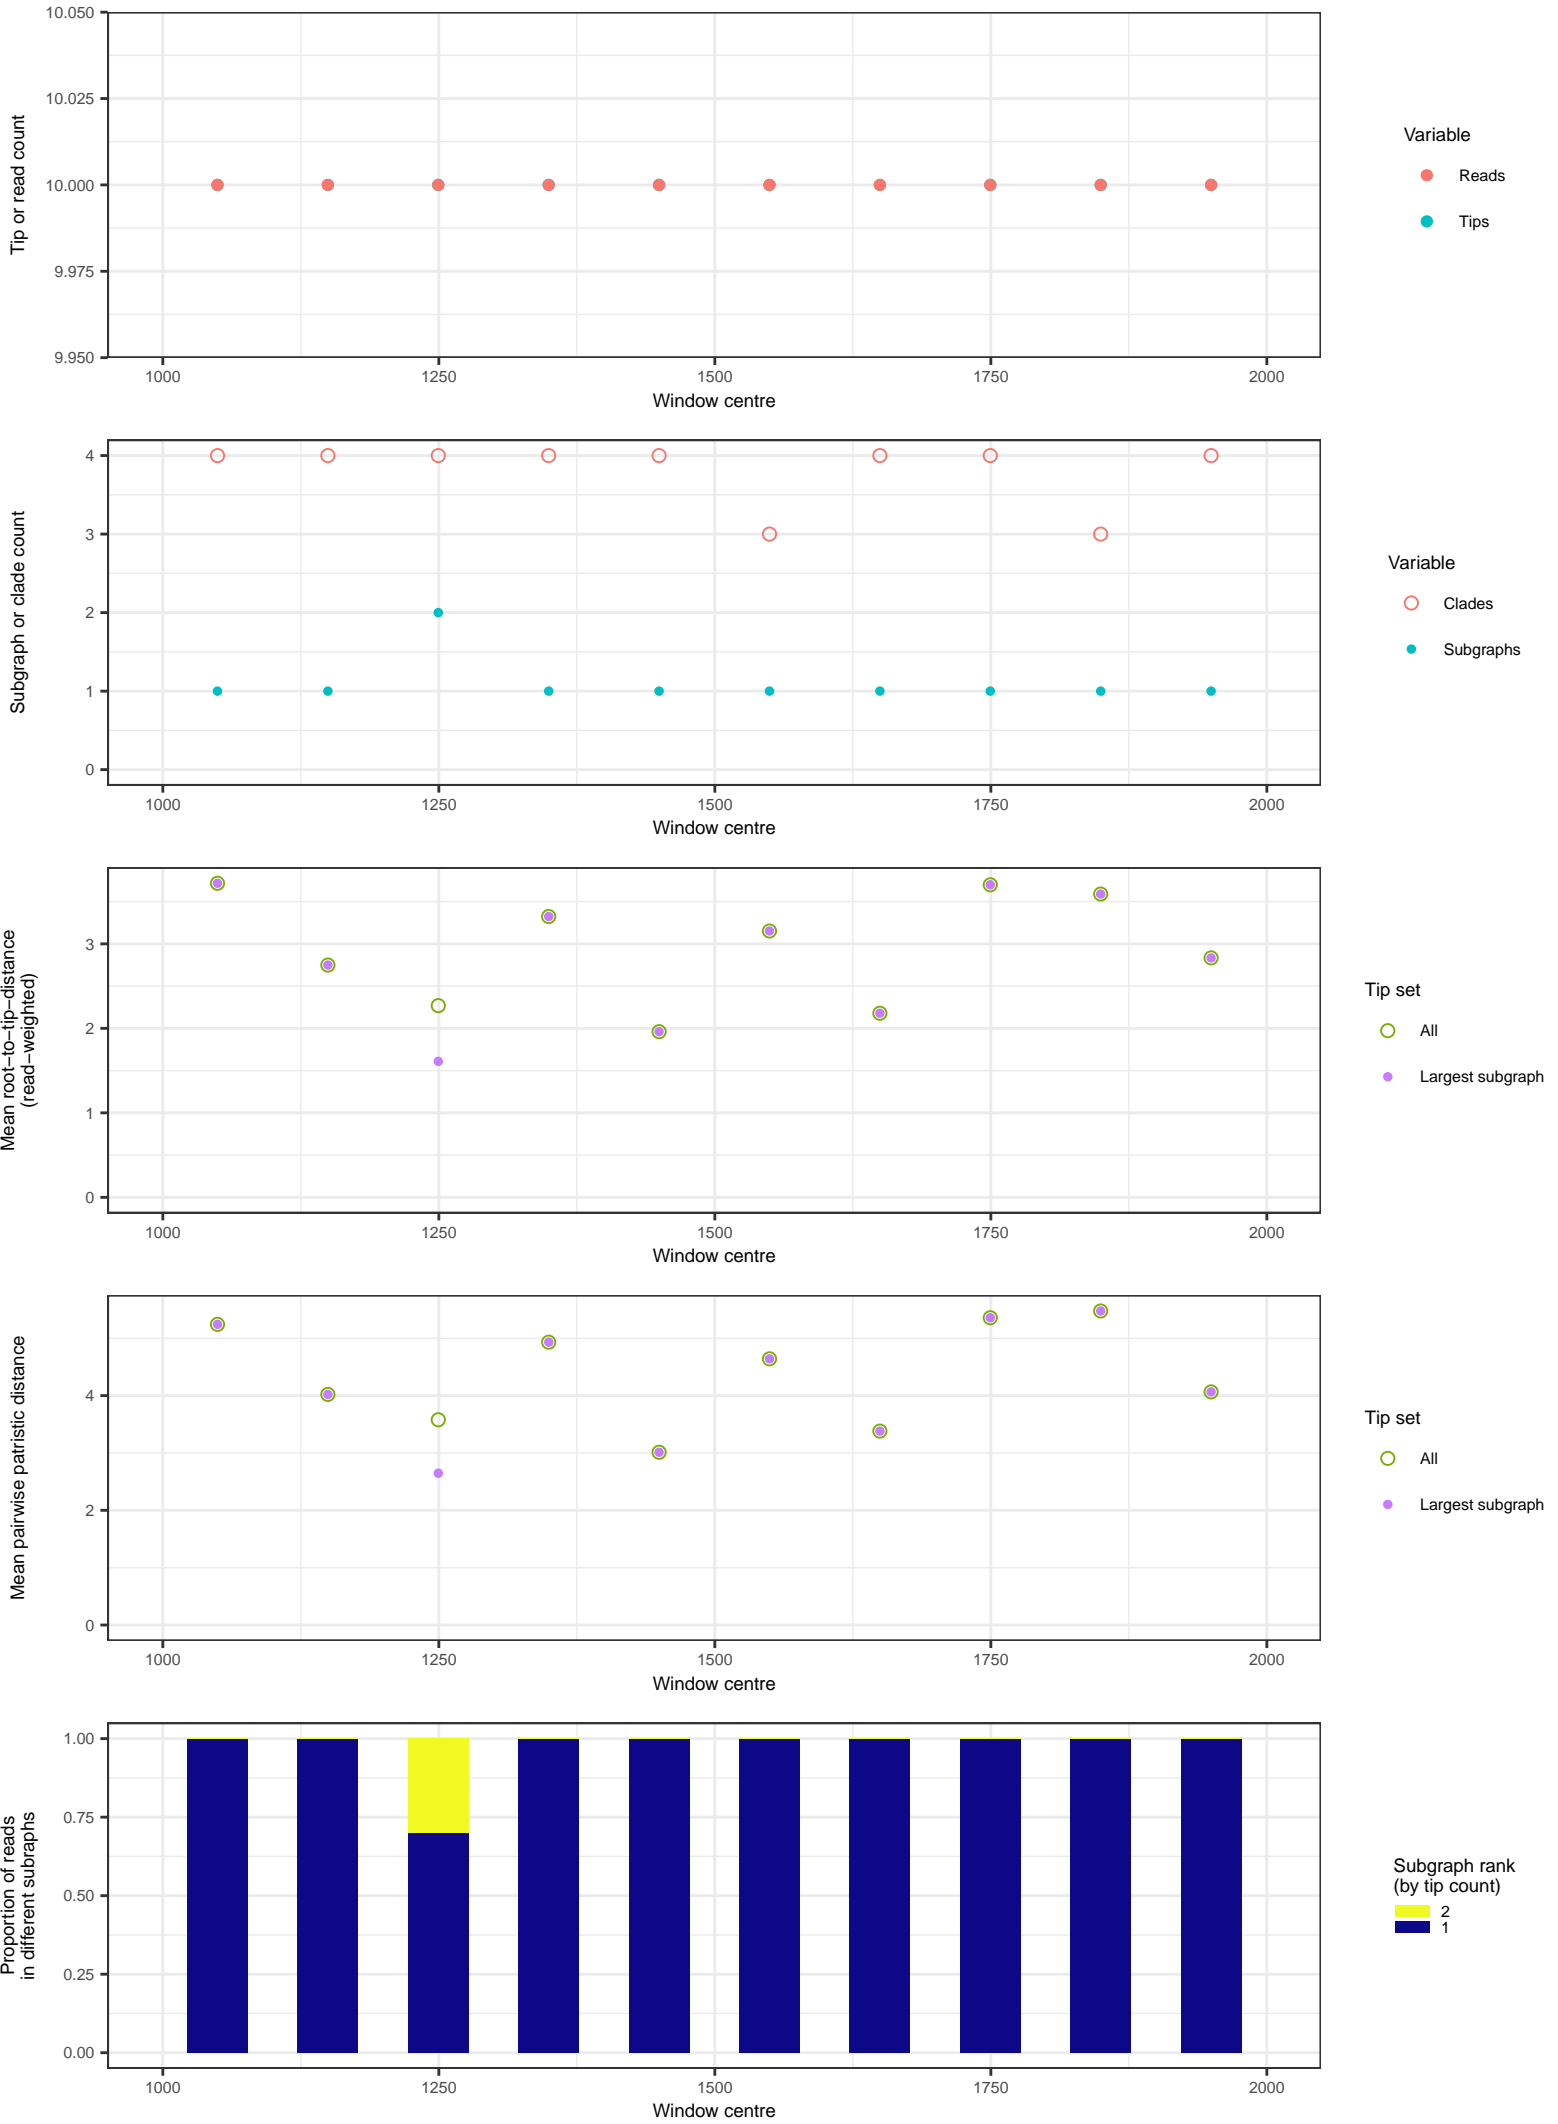 10.050
10.025
10.000
9.975
9.950
Tip or read count
1000 1250 1500 1750 2000
Window centre
Variable
Reads
Tips
4
3
2
1
0
Subgraph or clade count
1000 1250 1500 1750 2000
Window centre
Variable
Clades
Subgraphs
3
2
1
0
Mean root−to−tip−distance
(read−weighted)
1000 1250 1500 1750 2000
Window centre
Tip set
All
Largest subgraph
4
2
0
Mean pairwise patristic distance
1000 1250 1500 1750 2000
Window centre
Tip set
All
Largest subgraph
1.00
0.75
0.50
0.25
0.00
Proportion of reads
in different subraphs
1000 1250 1500 1750 2000
Window centre
Subgraph rank
(by tip count)
2
1